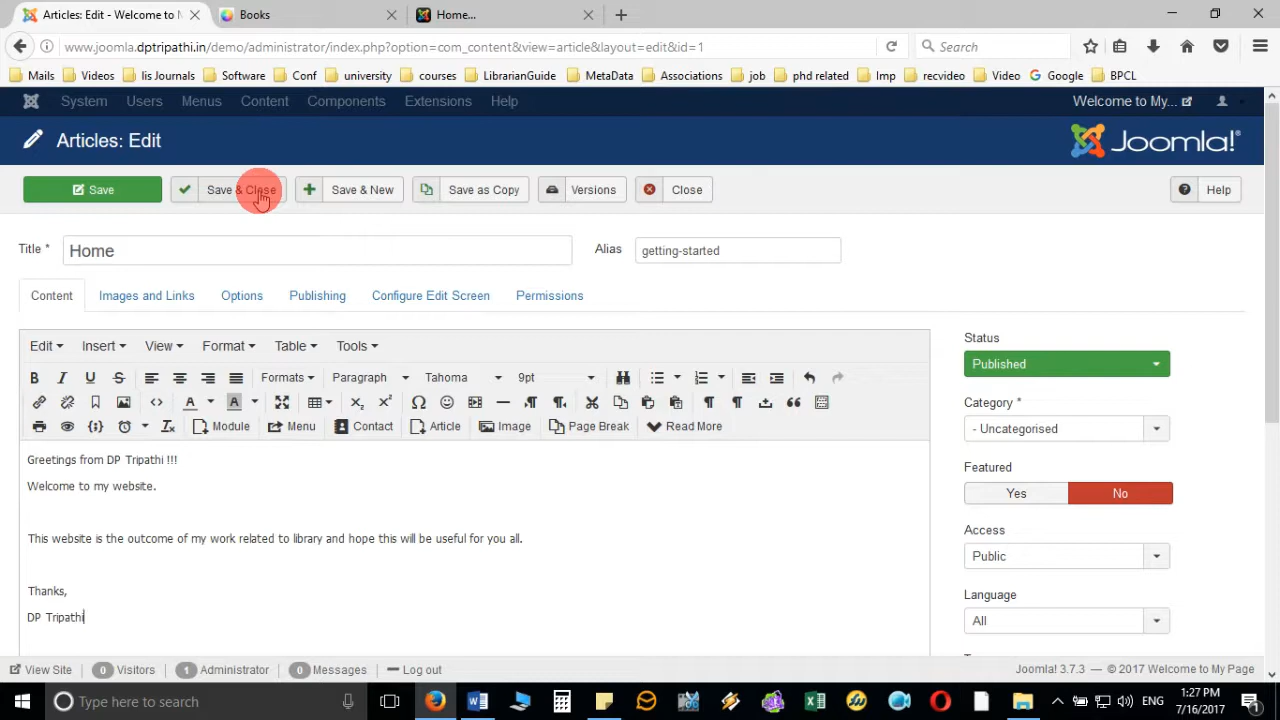 Articles: Edit - Welcome to M
Books
Home...
www.joomla.dptripathi.in/demo/administrator/index.php?option=com_content&view=article&layout=edit&id=1
Search
Mails
Videos
lis Journals
Software
Conf
university
courses
LibrarianGuide
MetaData
Associations
job
phd related
Imp
recvideo
Video
Google
BPCL
System
Users
Menus
Content
Components
Extensions
Help
Welcome to My...
Articles: Edit
Joomla!®
Save
Save & Close
Save & New
Save as Copy
Versions
Close
Help
Title *
Home
Alias
getting-started
Content
Images and Links
Options
Publishing
Configure Edit Screen
Permissions
Edit
Insert
View
Format
Table
Tools
Formats
Paragraph
Tahoma
9pt
Module
Menu
Contact
Article
Image
Page Break
Read More
Greetings from DP Tripathi !!!
Welcome to my website.
This website is the outcome of my work related to library and hope this will be useful for you all.
Thanks,
DP Tripathi
Status
Published
Category *
- Uncategorised
Featured
Yes
No
Access
Public
Language
All
View Site
0 Visitors
1 Administrator
0 Messages
Log out
Joomla! 3.7.3 — © 2017 Welcome to My Page
Type here to search
ENG
1:27 PM
7/16/2017